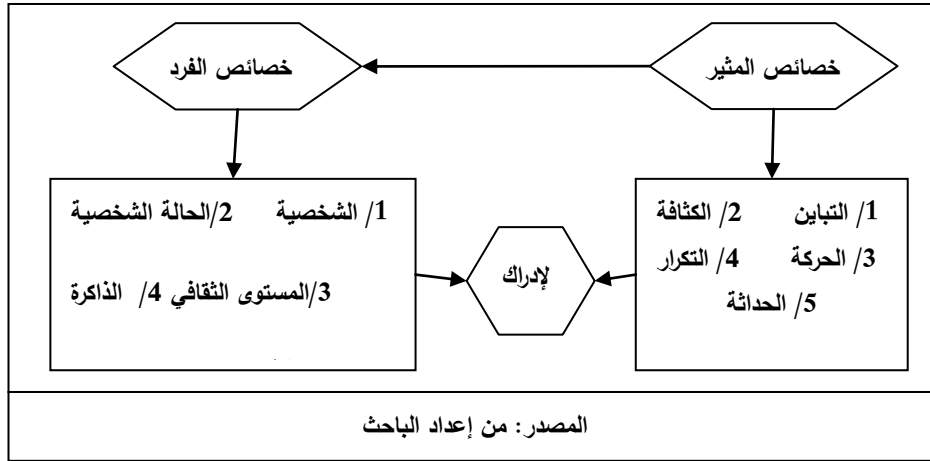 خصائص المثير
خصائص الفرد
1/ التباين 2/ الكثافة
3/ الحركة 4/ التكرار
5/ الحداثة
لإدراك
1/ الشخصية 2/الحالة الشخصية
3/المستوى الثقافي 4/ الذاكرة
المصدر: من إعداد الباحث